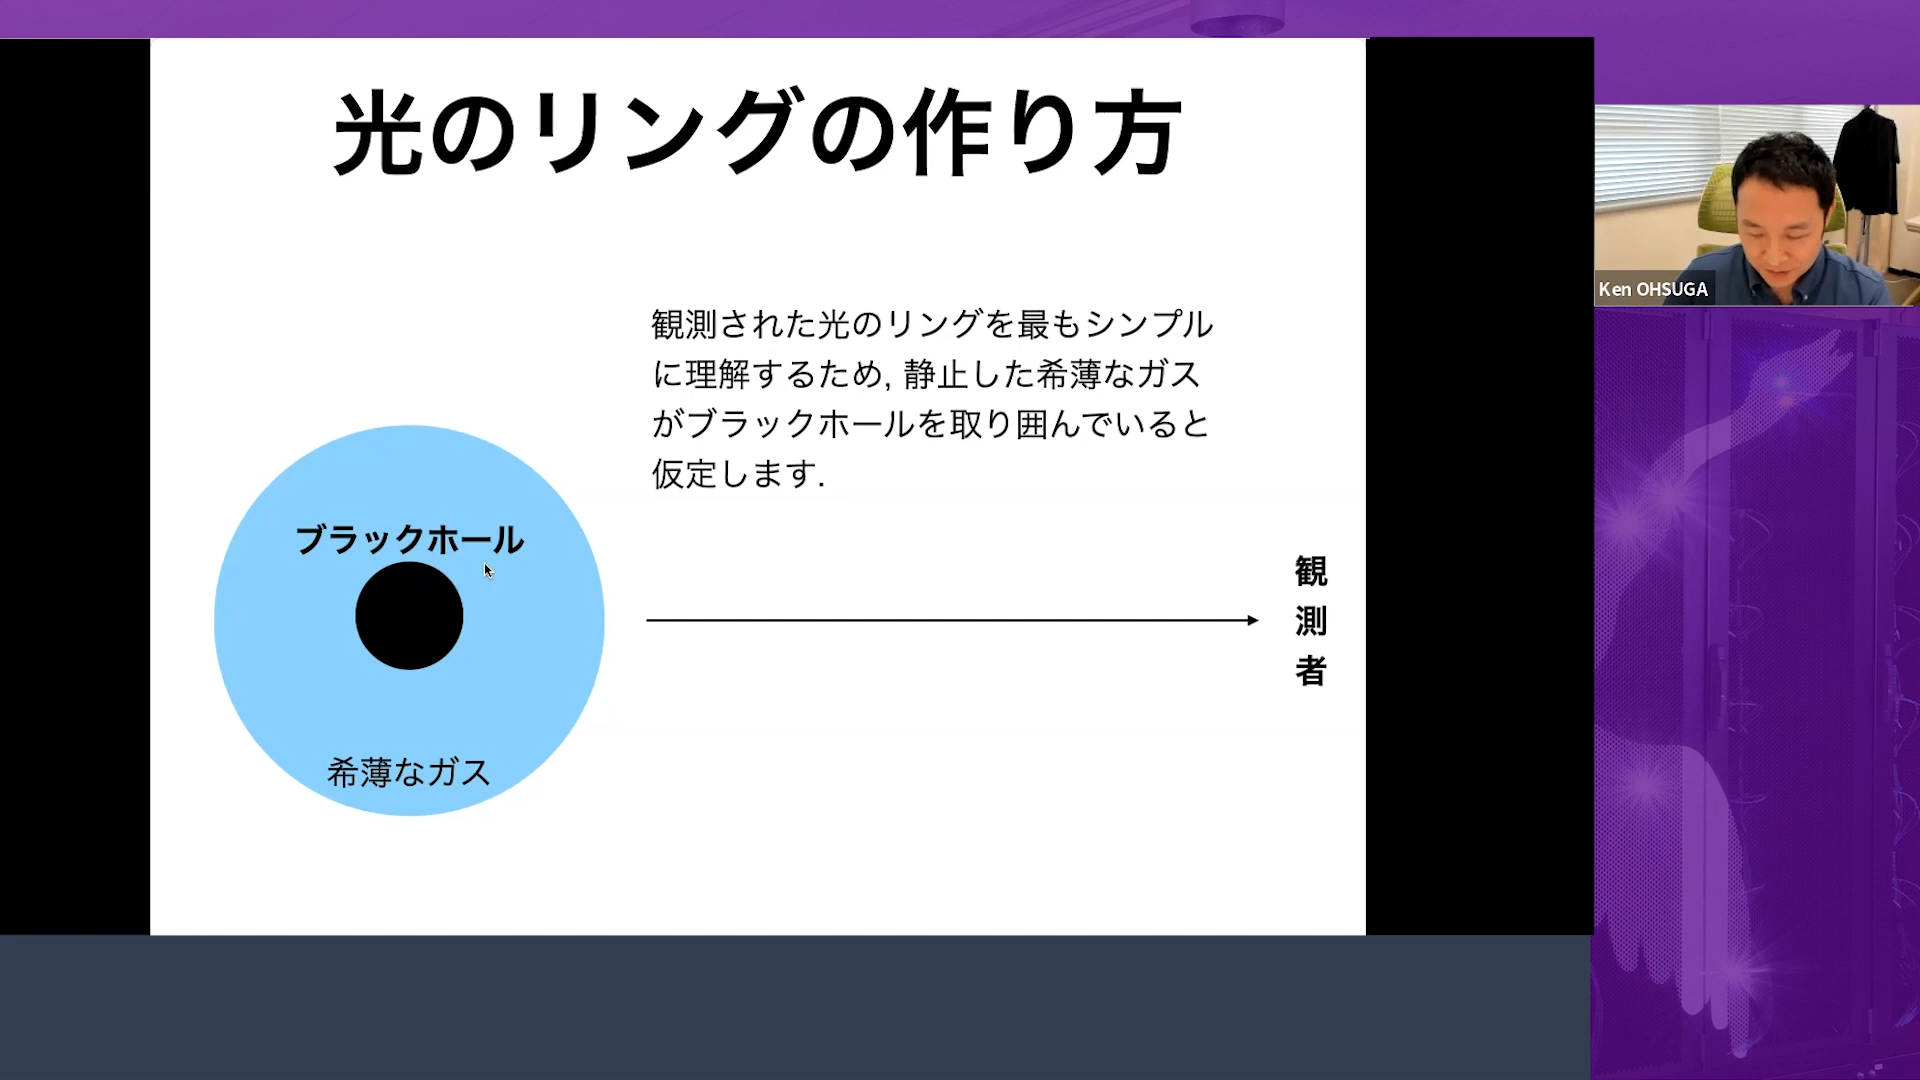 光のリングの作り方
観測された光のリングを最もシンプル
に理解するため, 静止した希薄なガス
がブラックホールを取り囲んでいると
仮定します.
ブラックホール
希薄なガス
観
測
者
Ken OHSUGA